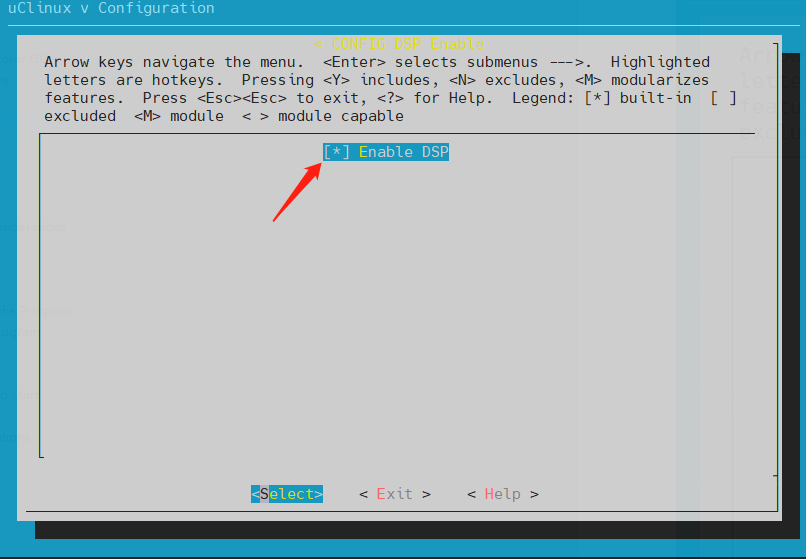 uClinux v Configuration
< CONFIG DSP Enable
Arrow keys navigate the menu.  <Enter> selects submenus --->.  Highlighted
letters are hotkeys.  Pressing <Y> includes, <N> excludes, <M> modularizes
features.  Press <Esc><Esc> to exit, <?> for Help.  Legend: [*] built-in  [ ]
excluded  <M> module  < > module capable
[*] Enable DSP
<Select>    < Exit >    < Help >